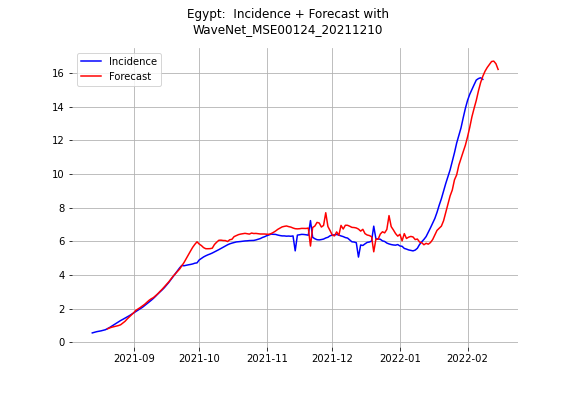 Egypt:  Incidence + Forecast with
WaveNet_MSE00124_20211210
Incidence
Forecast
16
14
12
10
8
6
4
2
0
2021-09 2021-10 2021-11 2021-12 2022-01 2022-02